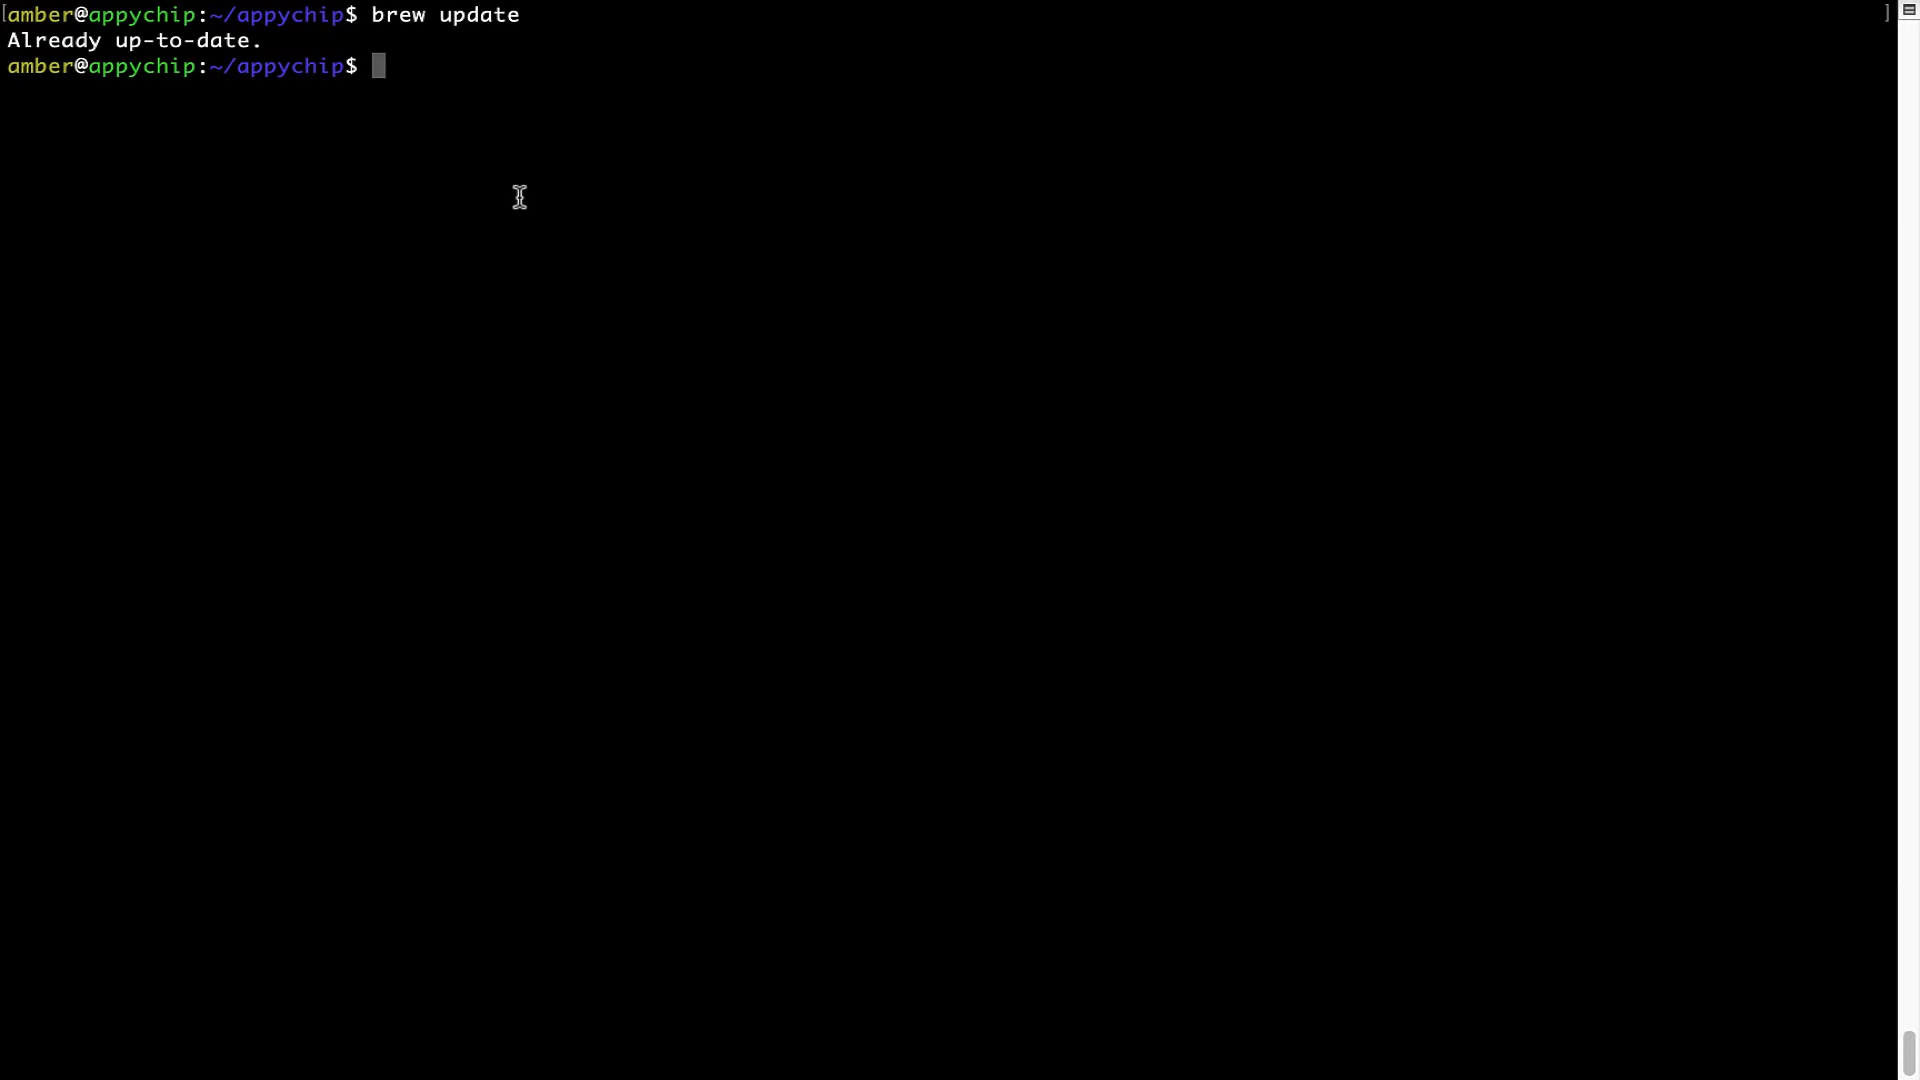 [amber@appychip:~/appychip$ brew update ]
Already up-to-date.
amber@appychip:~/appychip$